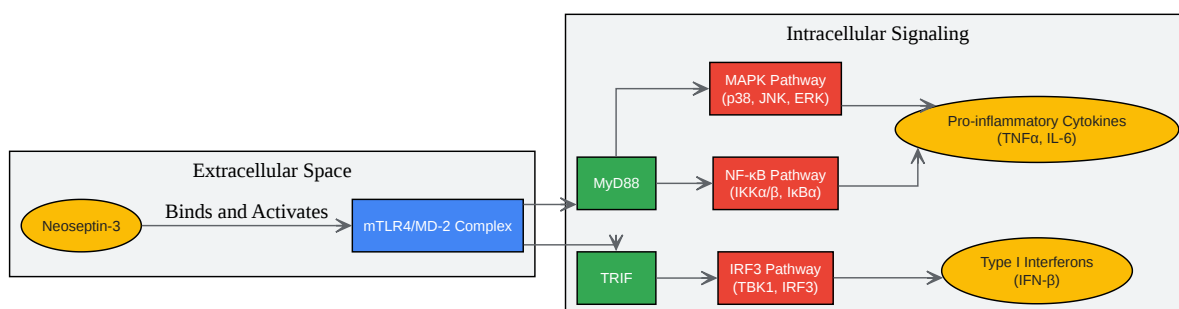 Extracellular Space
Neoseptin-3
Binds and Activates
mTLR4/MD-2 Complex
Intracellular Signaling
MyD88
TRIF
MAPK Pathway
(p38, JNK, ERK)
NF-κB Pathway
(IKKα/β, IκBα)
IRF3 Pathway
(TBK1, IRF3)
Pro-inflammatory Cytokines
(TNFα, IL-6)
Type I Interferons
(IFN-β)